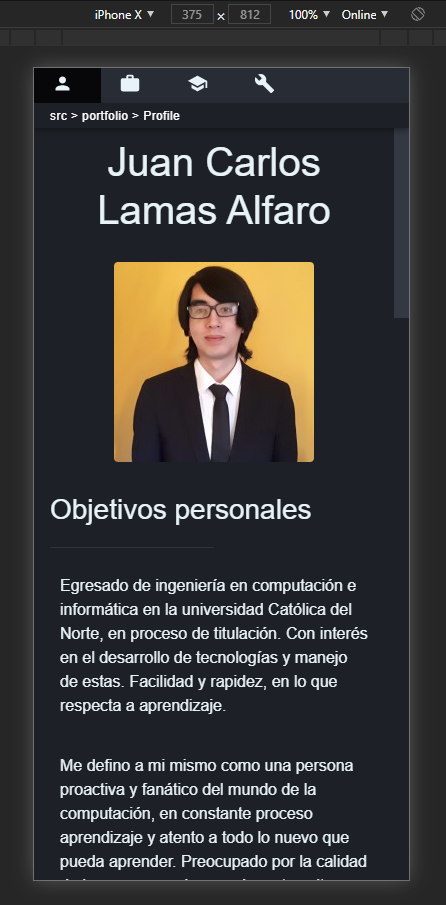 iPhone X ▼ 375 × 812 100% ▼ Online ▼
src > portfolio > Profile
Juan Carlos
Lamas Alfaro
Objetivos personales
Egresado de ingeniería en computación e
informática en la universidad Católica del
Norte, en proceso de titulación. Con interés
en el desarrollo de tecnologías y manejo
de estas. Facilidad y rapidez, en lo que
respecta a aprendizaje.
Me defino a mi mismo como una persona
proactiva y fanático del mundo de la
computación, en constante proceso
aprendizaje y atento a todo lo nuevo que
pueda aprender. Preocupado por la calidad